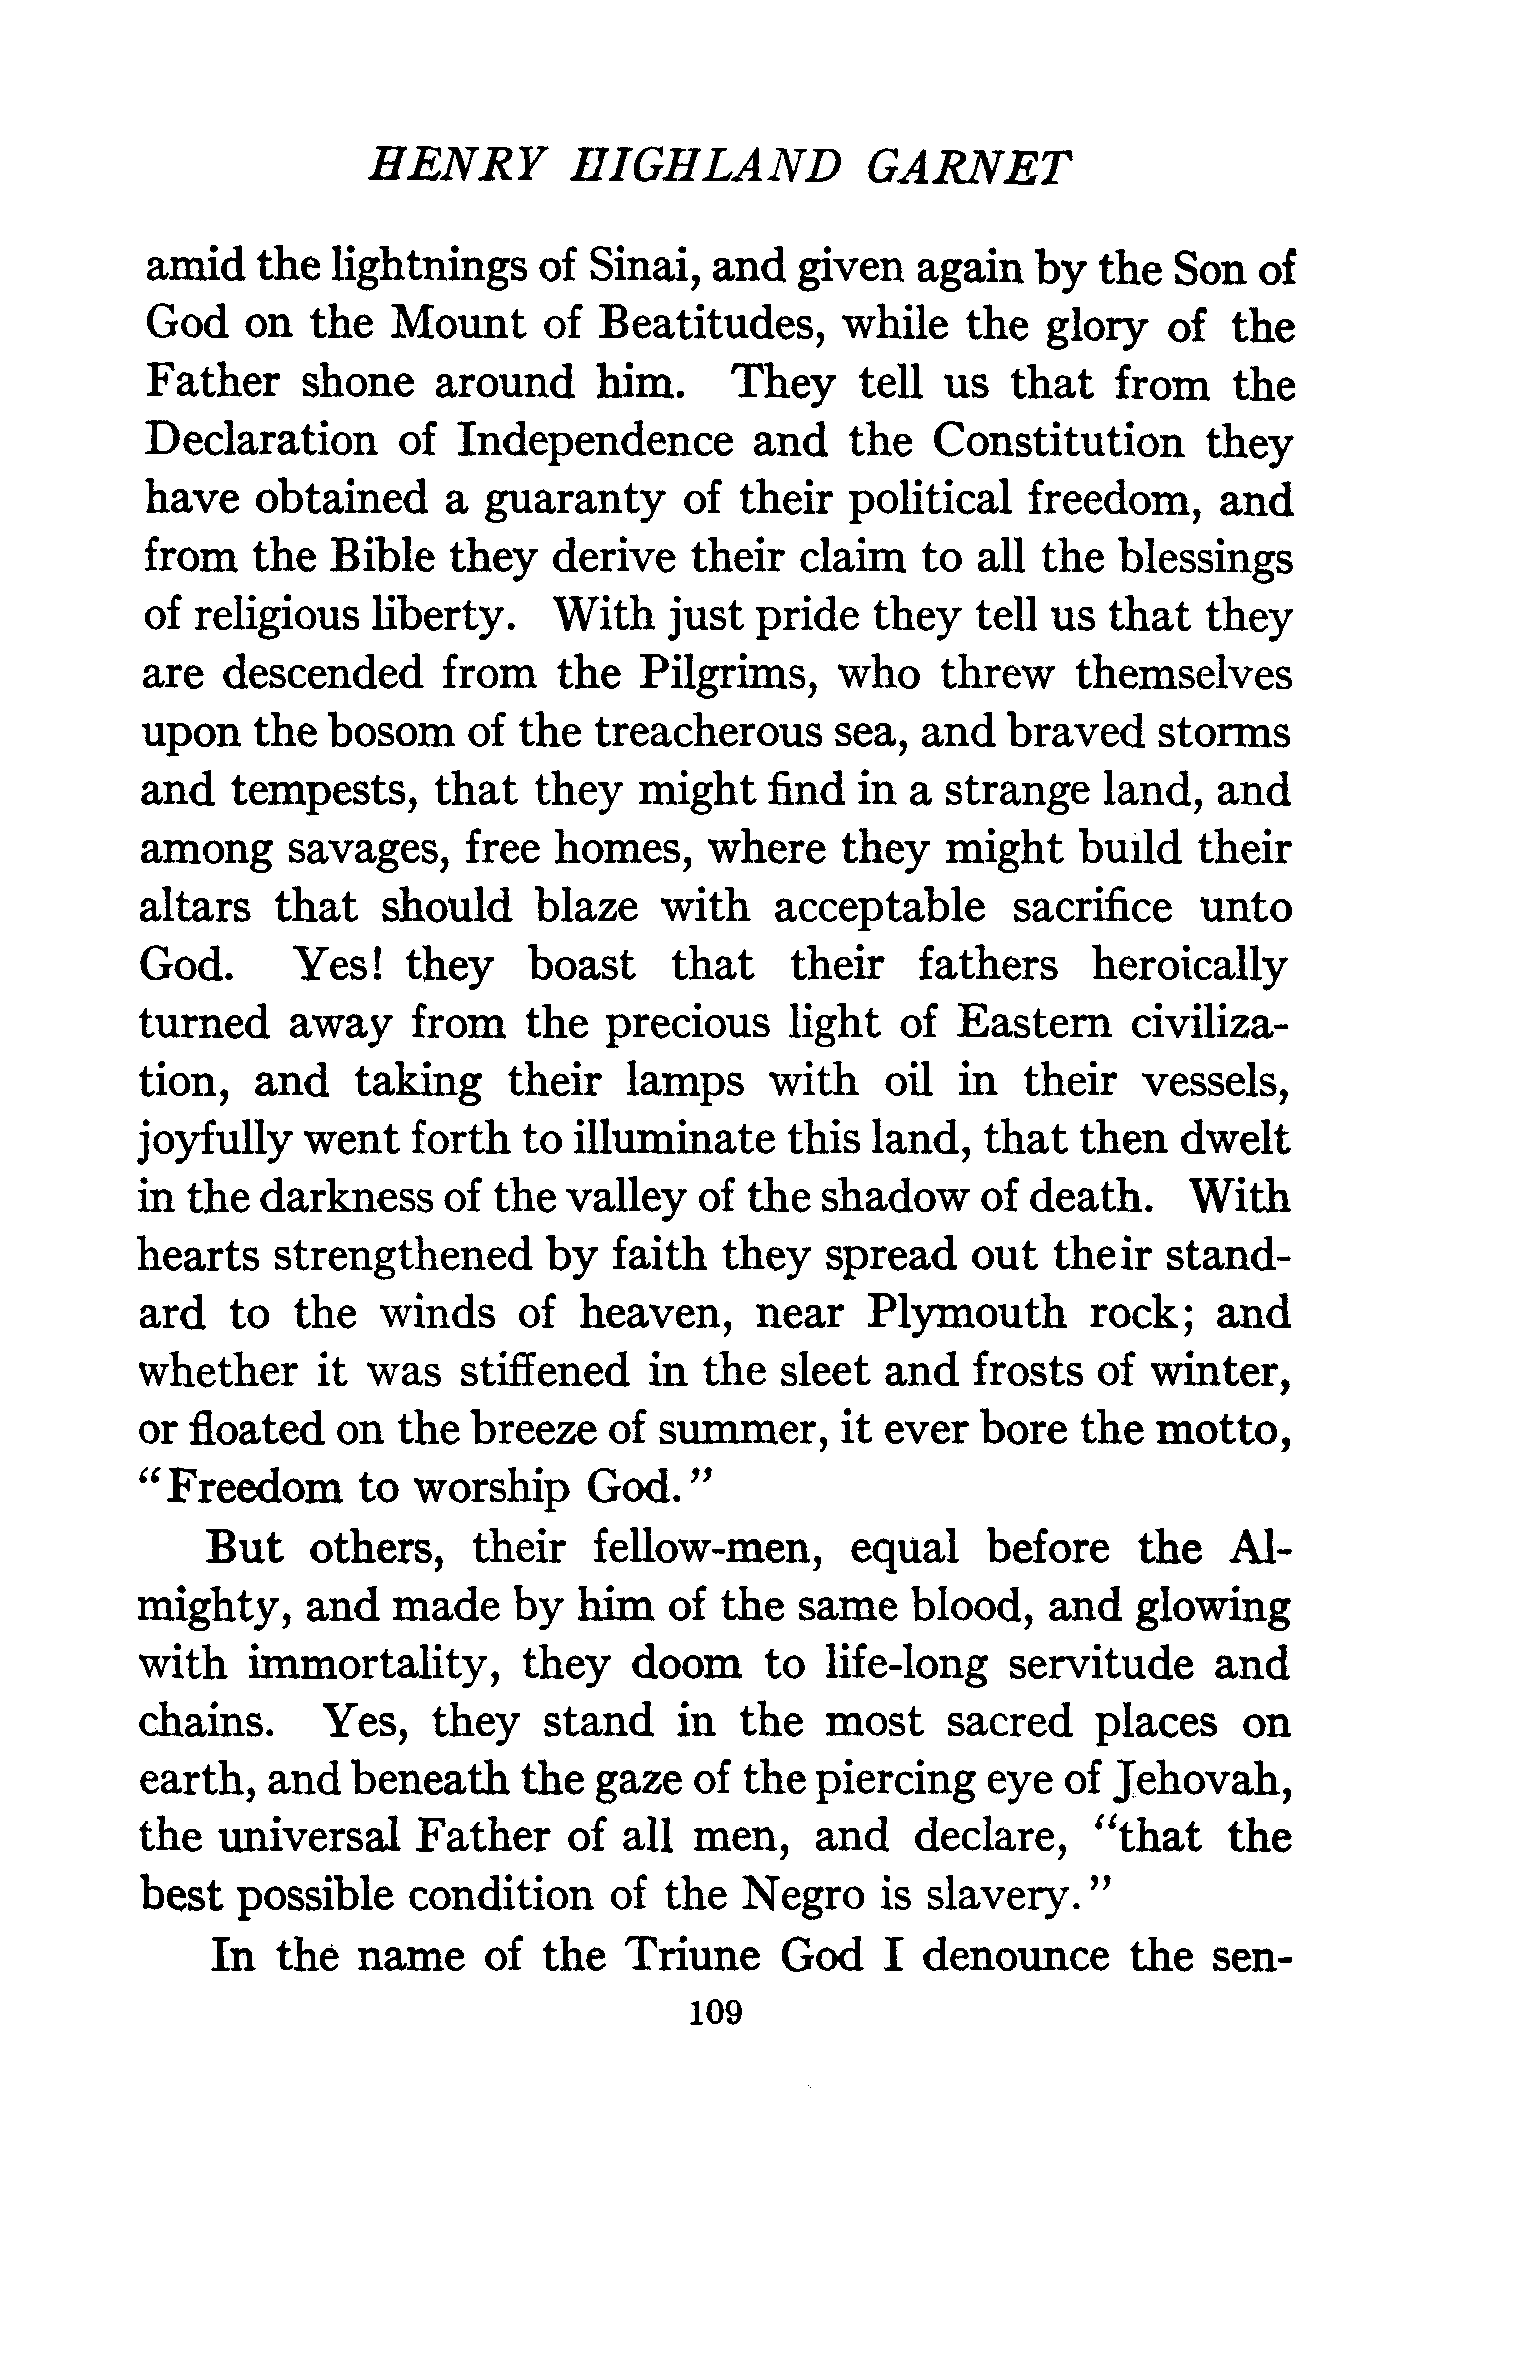 HENRY HIGHLAND GARNET
amid the lightnings of Sinai, and given again by the Son of
God on the Mount of Beatitudes, while the glory of the
Father shone around him. They tell us that from the
Declaration of Independence and the Constitution they
have obtained a guaranty of their political freedom, and
from the Bible they derive their claim to all the blessings
of religious liberty. With just pride they tell us that they
are descended from the Pilgrims, who threw themselves
upon the bosom of the treacherous sea, and braved storms
and tempests, that they might find in a strange land, and
among savages, free homes, where they might build their
altars that should blaze with acceptable sacrifice unto
God. Yes! they boast that their fathers heroically
turned away from the precious light of Eastern civiliza-
tion, and taking their lamps with oil in their vessels,
joyfully went forth to illuminate this land, that then dwelt
in the darkness of the valley of the shadow of death. With
hearts strengthened by faith they spread out their stand-
ard to the winds of heaven, near Plymouth rock; and
whether it was stiffened in the sleet and frosts of winter,
or floated on the breeze of summer, it ever bore the motto,
"Freedom to worship God."
But others, their fellow-men, equal before the Al-
mighty, and made by him of the same blood, and glowing
with immortality, they doom to life-long servitude and
chains. Yes, they stand in the most sacred places on
earth, and beneath the gaze of the piercing eye of Jehovah,
the universal Father of all men, and declare, "that the
best possible condition of the Negro is slavery."
In the name of the Triune God I denounce the sen-
109